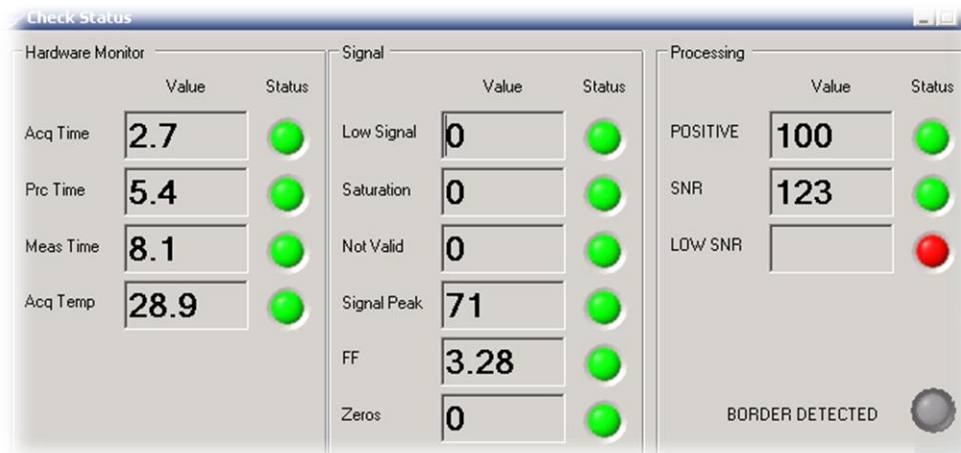 Check Status
Hardware Monitor
Value Status
Acq Time 2.7
Prc Time 5.4
Meas Time 8.1
Acq Temp 28.9
Signal
Value Status
Low Signal 0
Saturation 0
Not Valid 0
Signal Peak 71
FF 3.28
Zeros 0
Processing
Value Status
POSITIVE 100
SNR 123
LOW SNR
BORDER DETECTED